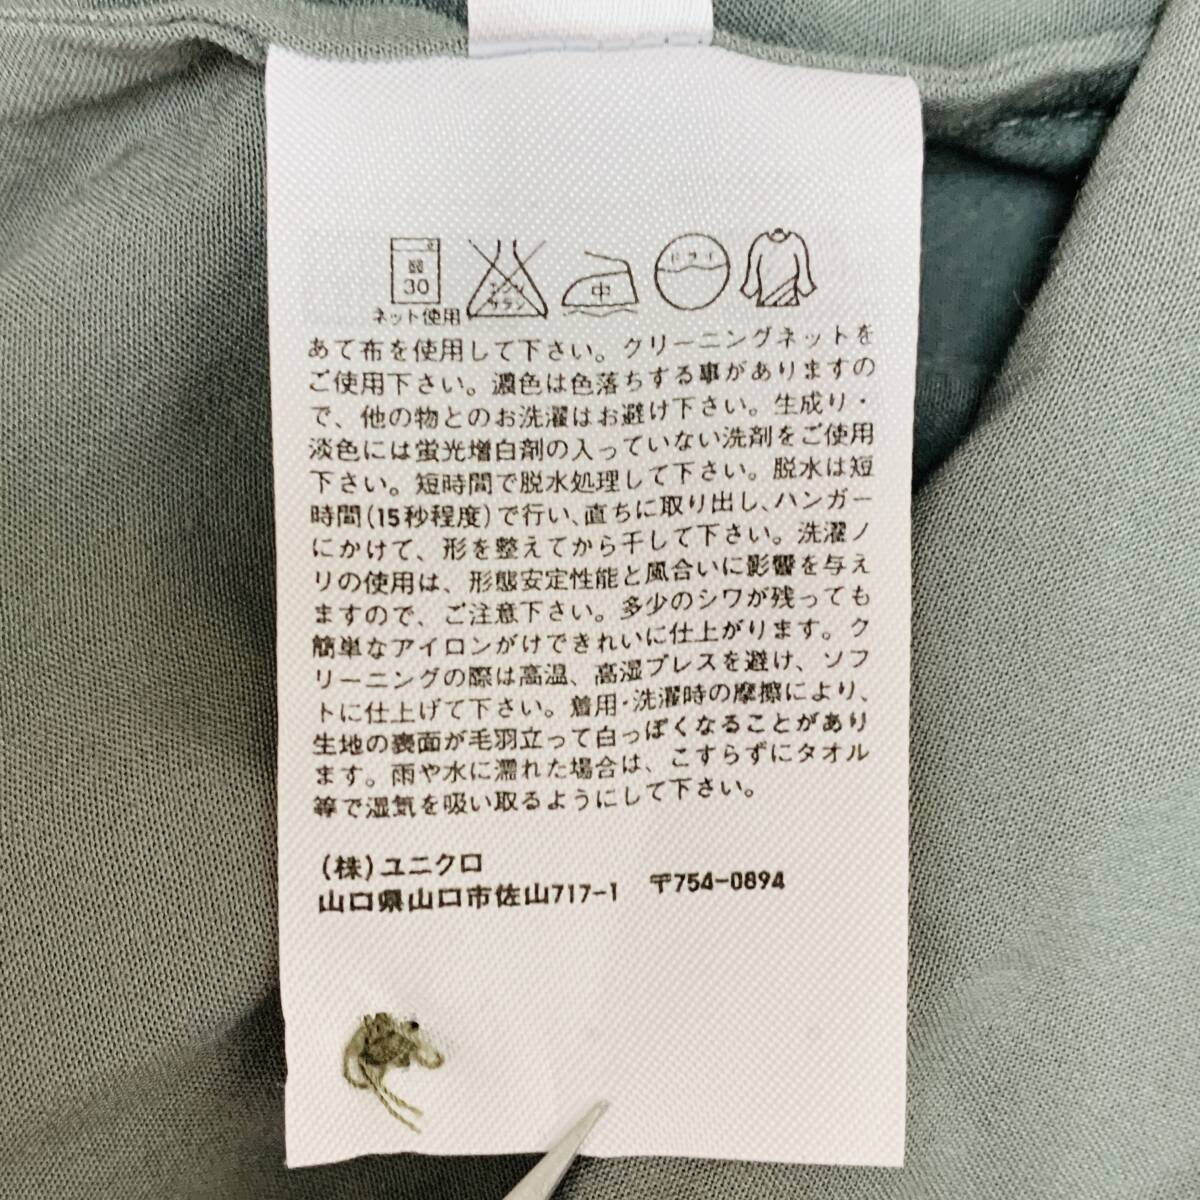 弱
30
ネット使用
エンソ
サラシ
中
ドライ
あて布を使用して下さい。クリーニングネットを
ご使用下さい。濃色は色落ちする事がありますの
で、他の物とのお洗濯はお避け下さい。生成り・
淡色には蛍光増白剤の入っていない洗剤をご使用
下さい。短時間で脱水処理して下さい。脱水は短
時間(15秒程度)で行い、直ちに取り出し、ハンガー
にかけて、形を整えてから干して下さい。洗濯ノ
リの使用は、形態安定性能と風合いに影響を与え
ますので、ご注意下さい。多少のシワが残っても
簡単なアイロンがけできれいに仕上がります。ク
リーニングの際は高温、高湿プレスを避け、ソフ
トに仕上げて下さい。着用・洗濯時の摩擦により、
生地の裏面が毛羽立って白っぽくなることがあり
ます。雨や水に濡れた場合は、こすらずにタオル
等で湿気を吸い取るようにして下さい。
(株)ユニクロ
山口県山口市佐山717-1 〒754-0894